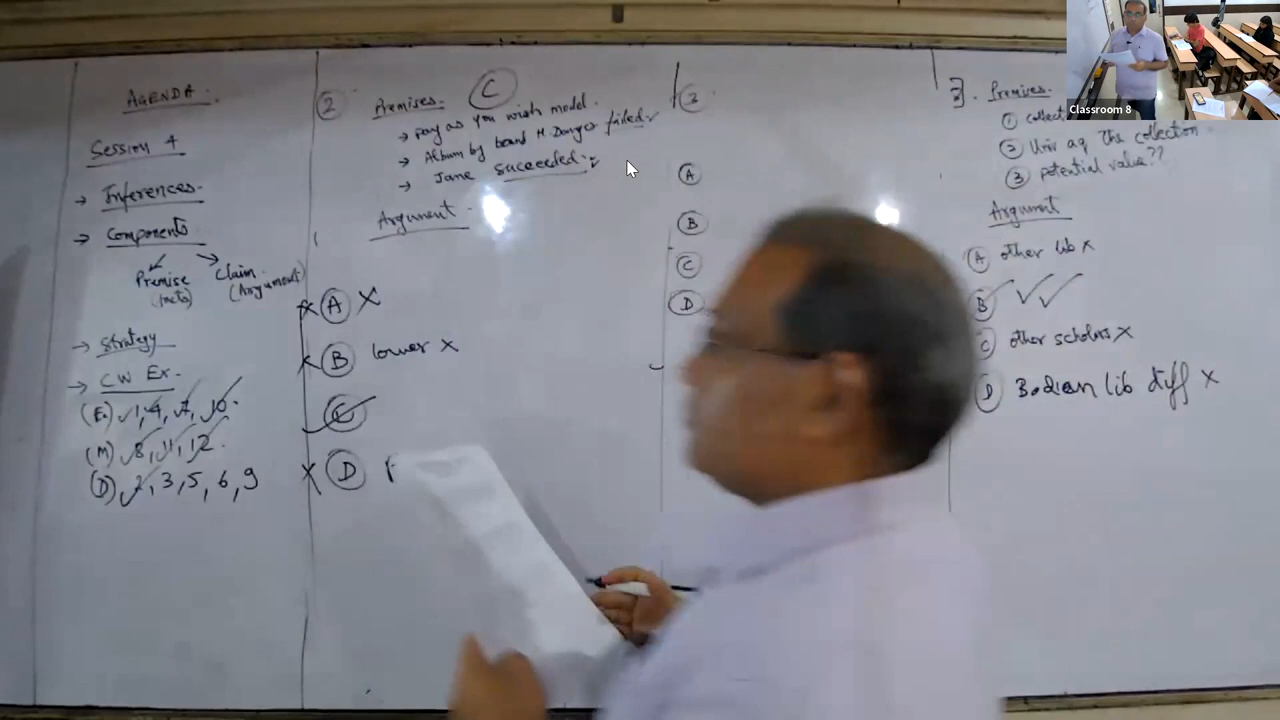 AGENDA.
Session 4
→ Inferences.
→ Components
Premise
(facts)
Claim.
(Argument)
→ Strategy
→ CW Ex.
(E) 1, 4, 7, 10.
(M) 8, 11, 12.
(D) 2, 3, 5, 6, 9
2
Premises.
C
→ Pay as you wish model.
→ Album by band M. Danger failed.
→ Jane Succeeded.
Argument.
A X
B lower X
C
X D
3
A
B
C
D
3. Premises.
① collect
② Univ aq the collection.
③ potential value??
Argument
A other lib X
B
C other scholars X
D Bodeian lib diff X
Classroom 8